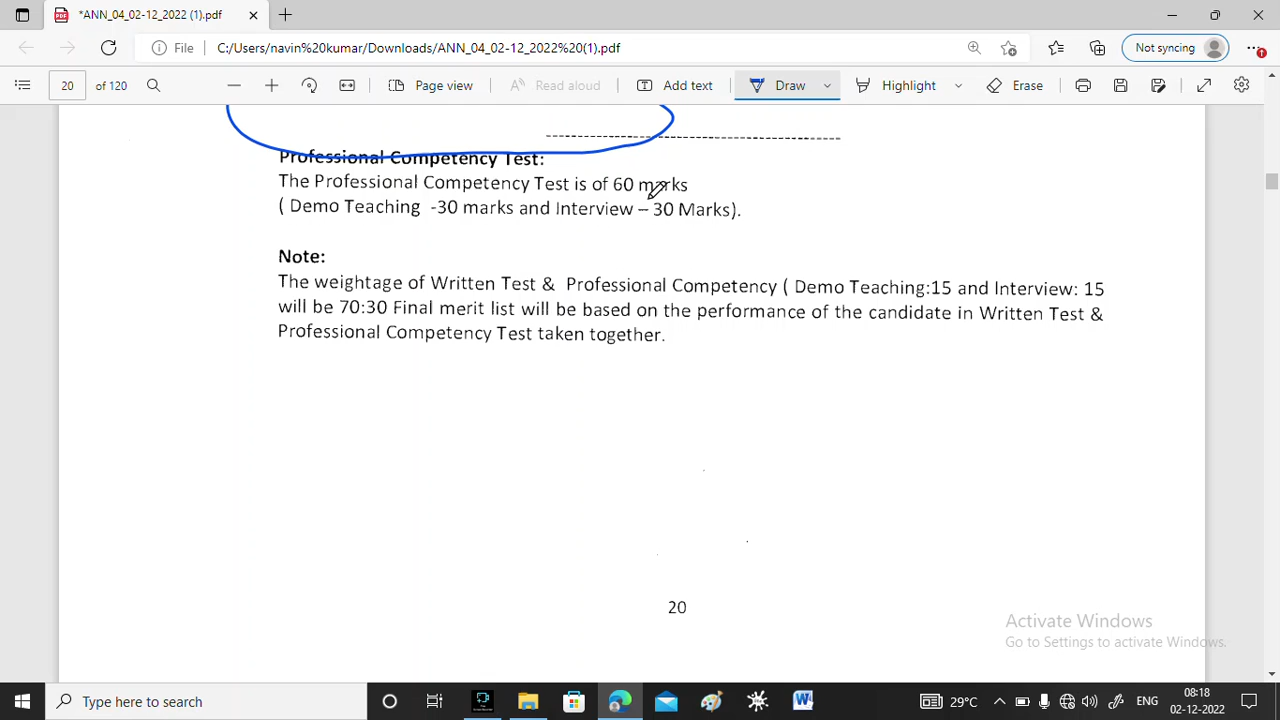 *ANN_04_02-12_2022 (1).pdf
File C:/Users/navin%20kumar/Downloads/ANN_04_02-12_2022%20(1).pdf Not syncing
20 of 120 Page view Read aloud Add text Draw Highlight Erase
Professional Competency Test:
The Professional Competency Test is of 60 marks
( Demo Teaching -30 marks and Interview – 30 Marks).
Note:
The weightage of Written Test & Professional Competency ( Demo Teaching:15 and Interview: 15
will be 70:30 Final merit list will be based on the performance of the candidate in Written Test &
Professional Competency Test taken together.
20
Activate Windows
Go to Settings to activate Windows.
Type here to search 29°C ENG 08:18
02-12-2022